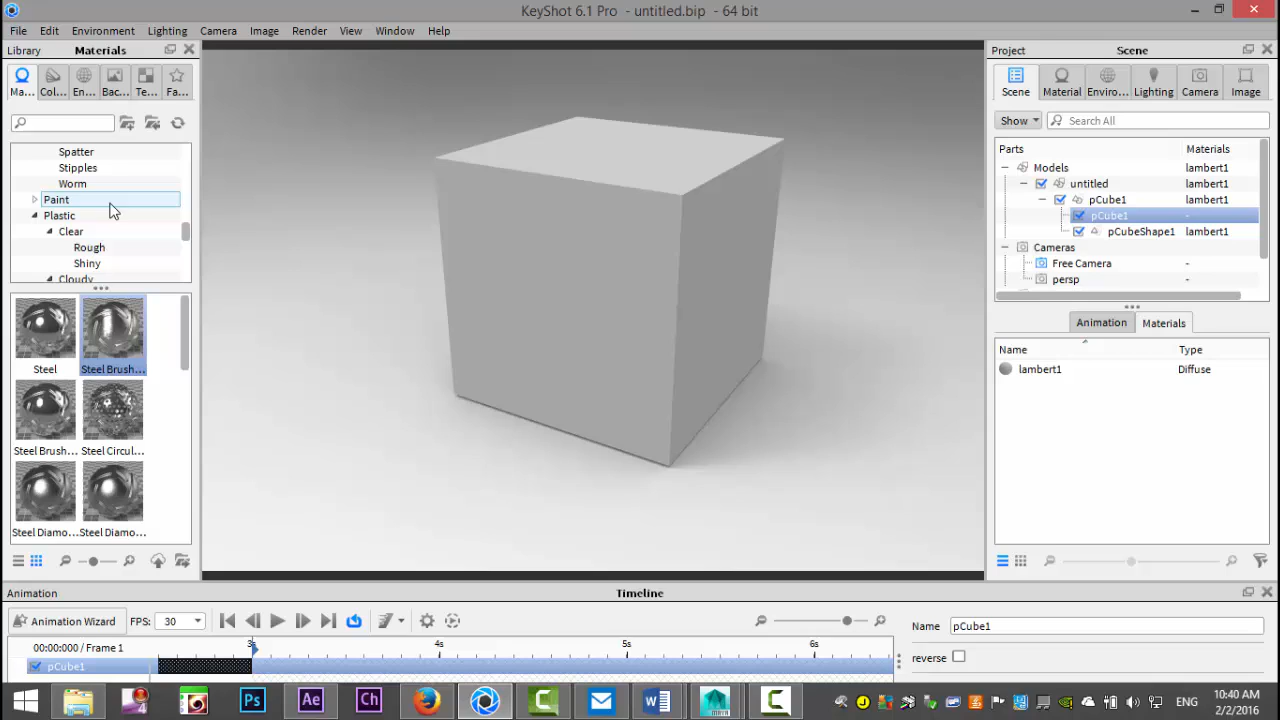 KeyShot 6.1 Pro - untitled.bip - 64 bit
File Edit Environment Lighting Camera Image Render View Window Help
Library Materials
Ma... Col... En... Bac... Te... Fa...
Spatter
Stipples
Worm
Paint
Plastic
Clear
Rough
Shiny
Cloudy
Steel Steel Brush...
Steel Brush... Steel Circul...
Steel Diamo... Steel Diamo...
Project Scene
Scene Material Enviro... Lighting Camera Image
Show Search All
Parts Materials
Models lambert1
untitled lambert1
pCube1 lambert1
pCube1 -
pCubeShape1 lambert1
Cameras
Free Camera -
persp -
Animation Materials
Name Type
lambert1 Diffuse
Animation Timeline
Animation Wizard FPS: 30
00:00:000 / Frame 1 3s 4s 5s 6s
pCube1
Name pCube1
reverse
Ps Ae Ch
ENG
10:40 AM
2/2/2016